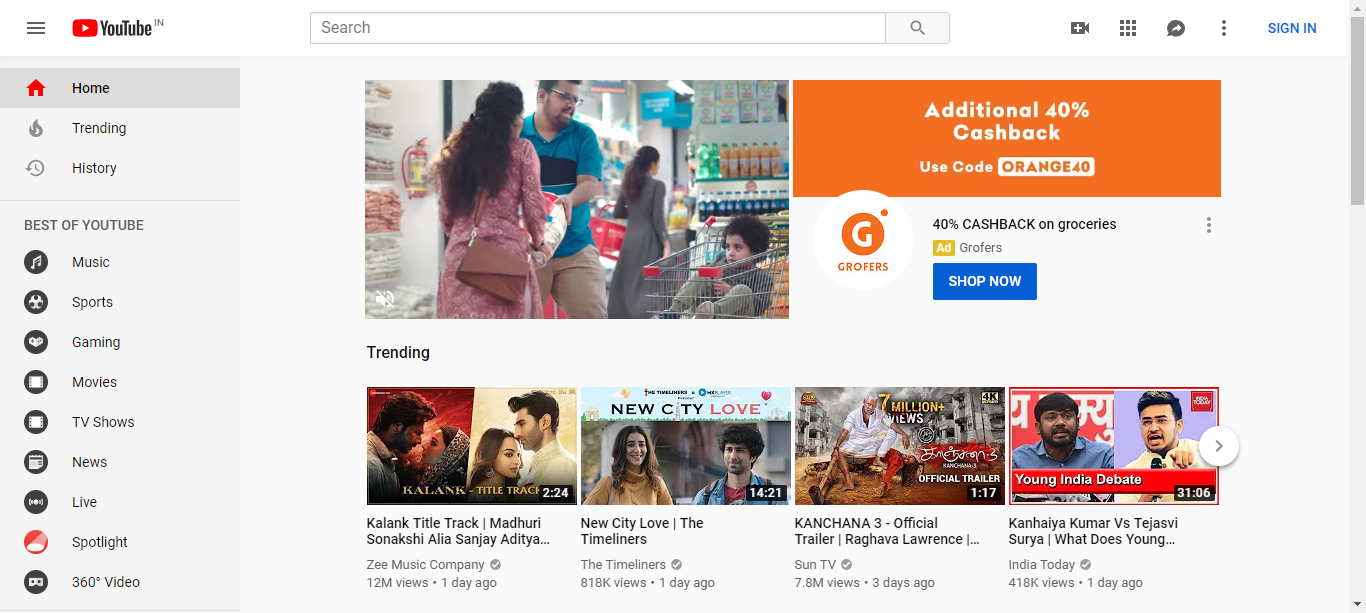 YouTube IN
Search
SIGN IN
Home
Trending
History
BEST OF YOUTUBE
Music
Sports
Gaming
Movies
TV Shows
News
Live
Spotlight
360° Video
Additional 40%
Cashback
Use Code ORANGE40
G
GROFERS
40% CASHBACK on groceries
Ad Grofers
SHOP NOW
Trending
KALANK - TITLE TRACK
2:24
Kalank Title Track | Madhuri
Sonakshi Alia Sanjay Aditya...
Zee Music Company
12M views • 1 day ago
THE TIMELINERS & MX PLAYER
NEW CITY LOVE
14:21
New City Love | The
Timeliners
The Timeliners
818K views • 1 day ago
SUN
7 MILLION+
VIEWS
4K
காஞ்சனா-3
KANCHANA-3
OFFICIAL TRAILER
1:17
KANCHANA 3 - Official
Trailer | Raghava Lawrence |...
Sun TV
7.8M views • 3 days ago
INDIA
TODAY
Young India Debate
31:06
Kanhaiya Kumar Vs Tejasvi
Surya | What Does Young...
India Today
418K views • 1 day ago